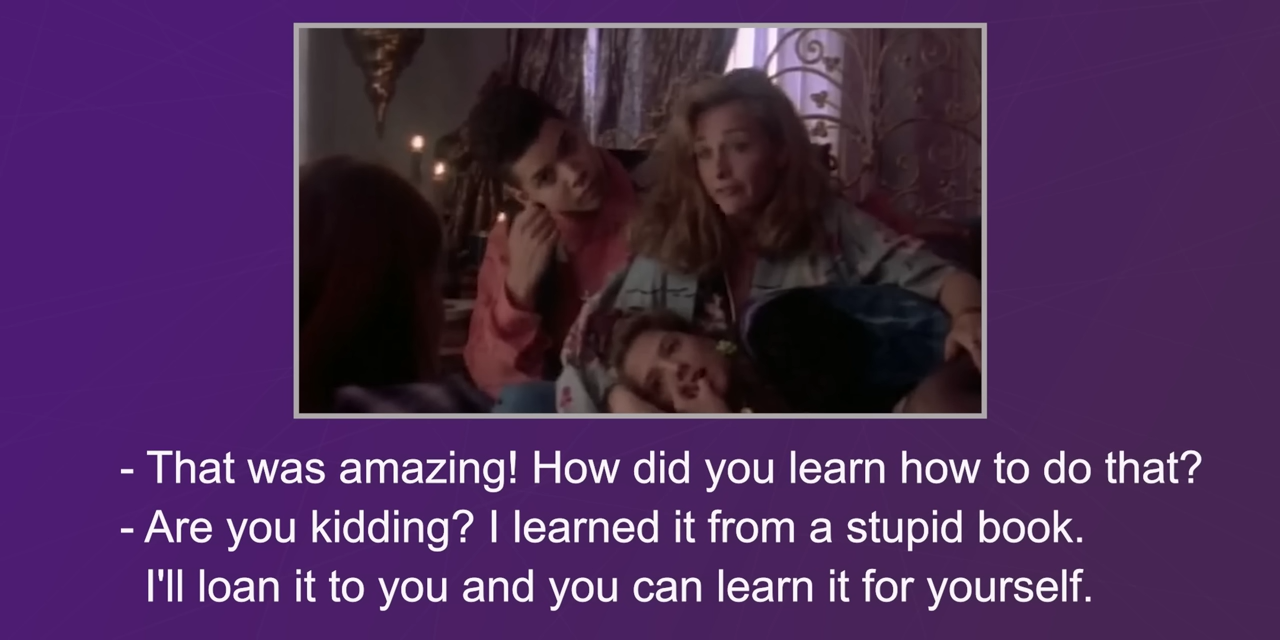 - That was amazing! How did you learn how to do that?
- Are you kidding? I learned it from a stupid book.
I'll loan it to you and you can learn it for yourself.